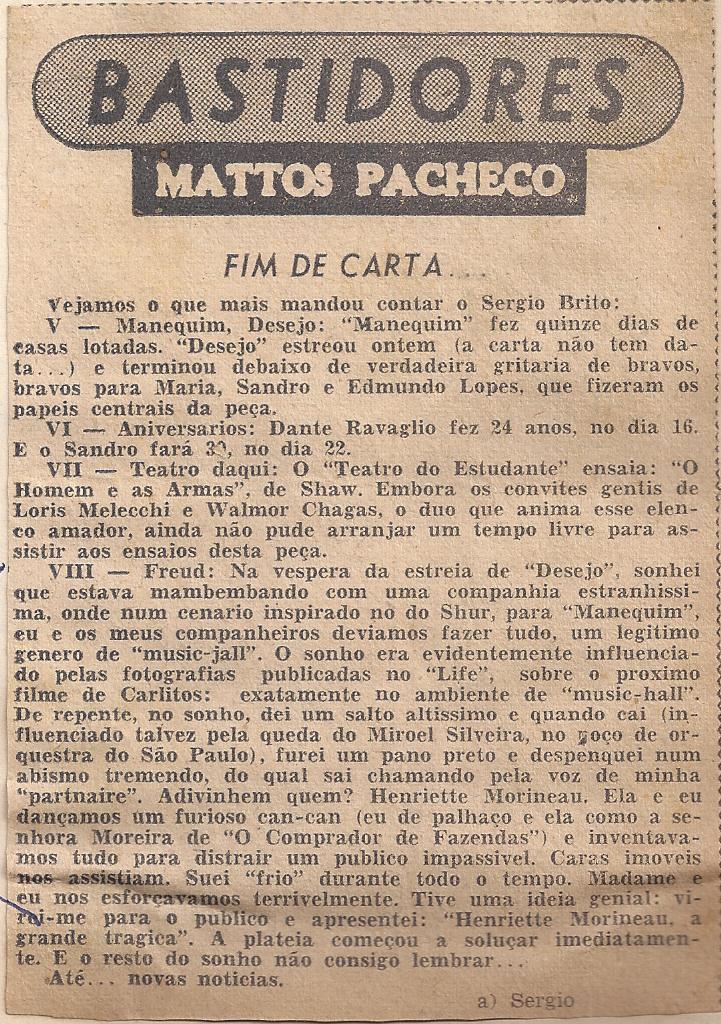 BASTIDORES
MATTOS PACHECO
FIM DE CARTA...
Vejamos o que mais mandou contar o Sergio Brito:
V — Manequim, Desejo: "Manequim" fez quinze dias de
casas lotadas. "Desejo" estreou ontem (a carta não tem da-
ta...) e terminou debaixo de verdadeira gritaria de bravos,
bravos para Maria, Sandro e Edmundo Lopes, que fizeram os
papeis centrais da peça.
VI — Aniversarios: Dante Ravaglio fez 24 anos, no dia 16.
E o Sandro fará no dia 22.
VII — Teatro daqui: O "Teatro do Estudante" ensaia: "O
Homem e as Armas", de Shaw. Embora os convites gentis de
Loris Melecchi e Walmor Chagas, o duo que anima esse elen-
co amador, ainda não pude arranjar um tempo livre para as-
sistir aos ensaios desta peça.
VIII — Freud: Na vespera da estreia de "Desejo", sonhei
que estava mambembando com uma companhia estranhissi-
ma, onde num cenario inspirado no do Shur, para "Manequim",
eu e os meus companheiros deviamos fazer tudo, um legitimo
genero de "music-jall". O sonho era evidentemente influencia-
do pelas fotografias publicadas no "Life", sobre o proximo
filme de Carlitos: exatamente no ambiente de "music-hall".
De repente, no sonho, dei um salto altissimo e quando cai (in-
fluenciado talvez pela queda do Miroel Silveira, no poço de or-
questra do São Paulo), furei um pano preto e despenquei num
abismo tremendo, do qual sai chamando pela voz de minha
"partnaire". Adivinhem quem? Henriette Morineau. Ela e eu
dançamos um furioso can-can (eu de palhaço e ela como a se-
nhora Moreira de "O Comprador de Fazendas") e inventava-
mos tudo para distrair um publico impassivel. Caras imoveis
nos assistiam. Suei "frio" durante todo o tempo. Madame e
eu nos esforçavamos terrivelmente. Tive uma ideia genial: vi-
rei-me para o publico e apresentei: "Henriette Morineau, a
grande tragica". A plateia começou a soluçar imediatamen-
te. E o resto do sonho não consigo lembrar...
Até... novas noticias.
a) Sergio